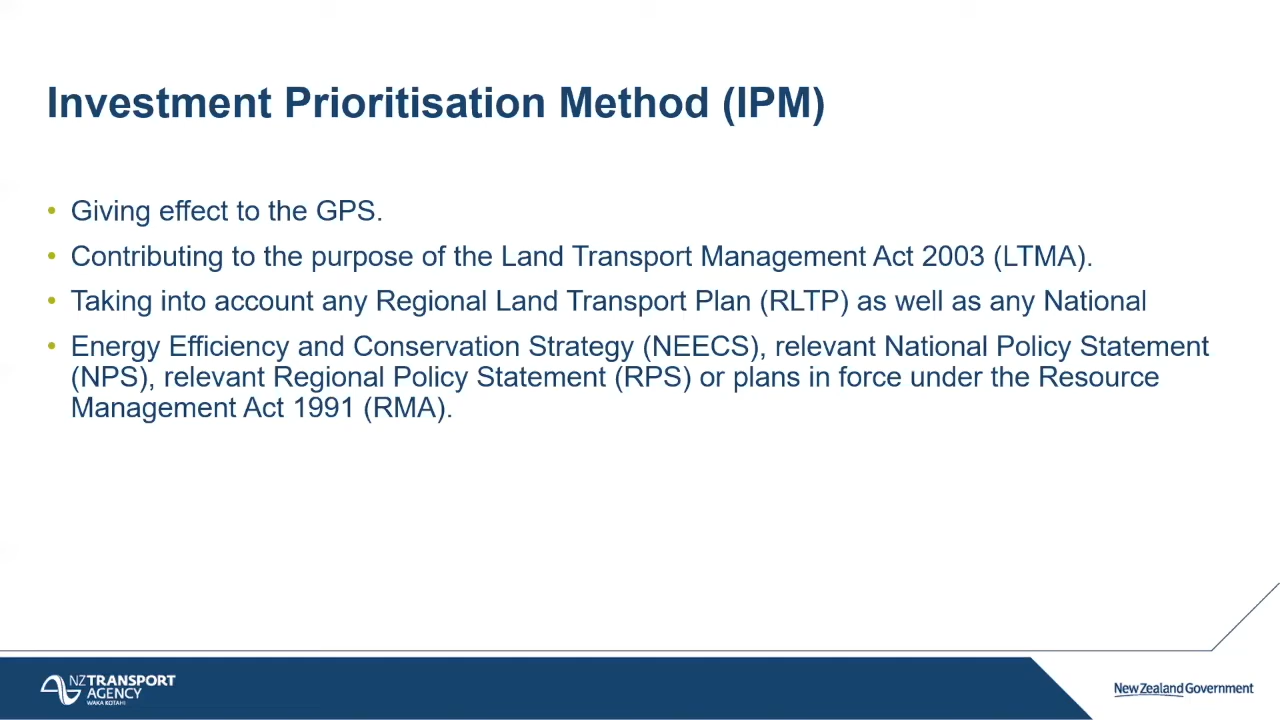 Investment Prioritisation Method (IPM)
• Giving effect to the GPS.
• Contributing to the purpose of the Land Transport Management Act 2003 (LTMA).
• Taking into account any Regional Land Transport Plan (RLTP) as well as any National
• Energy Efficiency and Conservation Strategy (NEECS), relevant National Policy Statement
(NPS), relevant Regional Policy Statement (RPS) or plans in force under the Resource
Management Act 1991 (RMA).
NZ TRANSPORT
AGENCY
WAKA KOTAHI
New Zealand Government